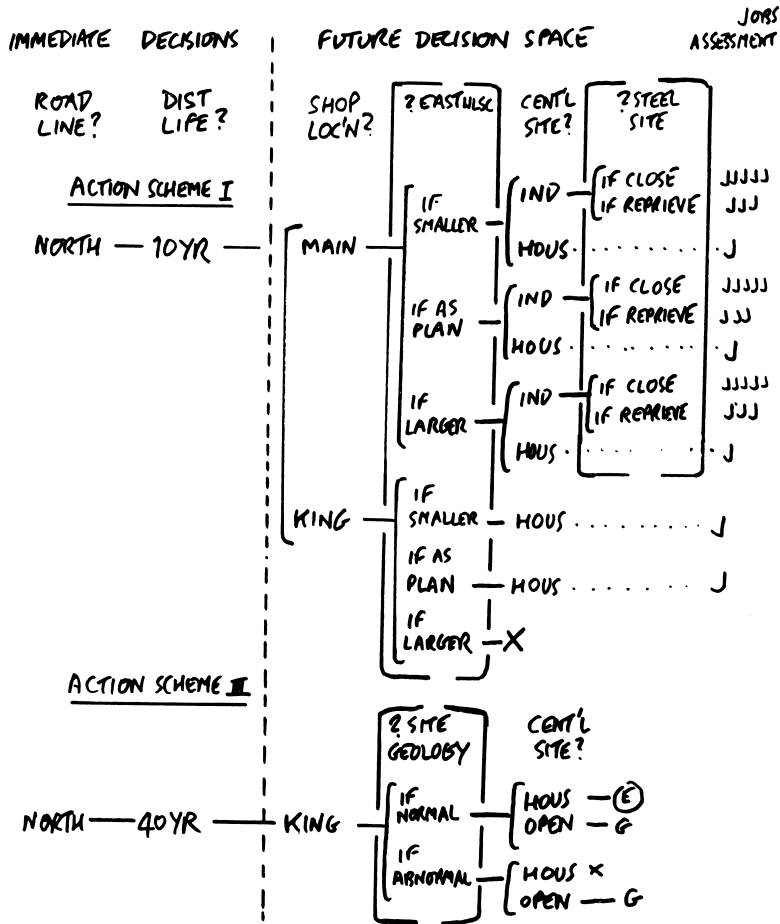 IMMEDIATE DECISIONS FUTURE DECISION SPACE JOBS ASSESSMENT
ROAD LINE? DIST LIFE? SHOP LOC'N? ? EASTWLSC CENT'L SITE? ? STEEL SITE
ACTION SCHEME I
IF SMALLER IND IF CLOSE JJJJJ
IF REPRIEVE JJJ
NORTH — 10YR — MAIN HOUS J
IF AS PLAN IND IF CLOSE JJJJJ
IF REPRIEVE JJJ
HOUS J
IF LARGER IND IF CLOSE JJJJJ
IF REPRIEVE JJJ
HOUS J
KING IF SMALLER — HOUS J
IF AS PLAN — HOUS J
IF LARGER — X
ACTION SCHEME III
? SITE GEOLOGY CENT'L SITE?
NORTH — 40YR — KING IF NORMAL HOUS — E
OPEN — G
IF ABNORMAL HOUS X
OPEN — G